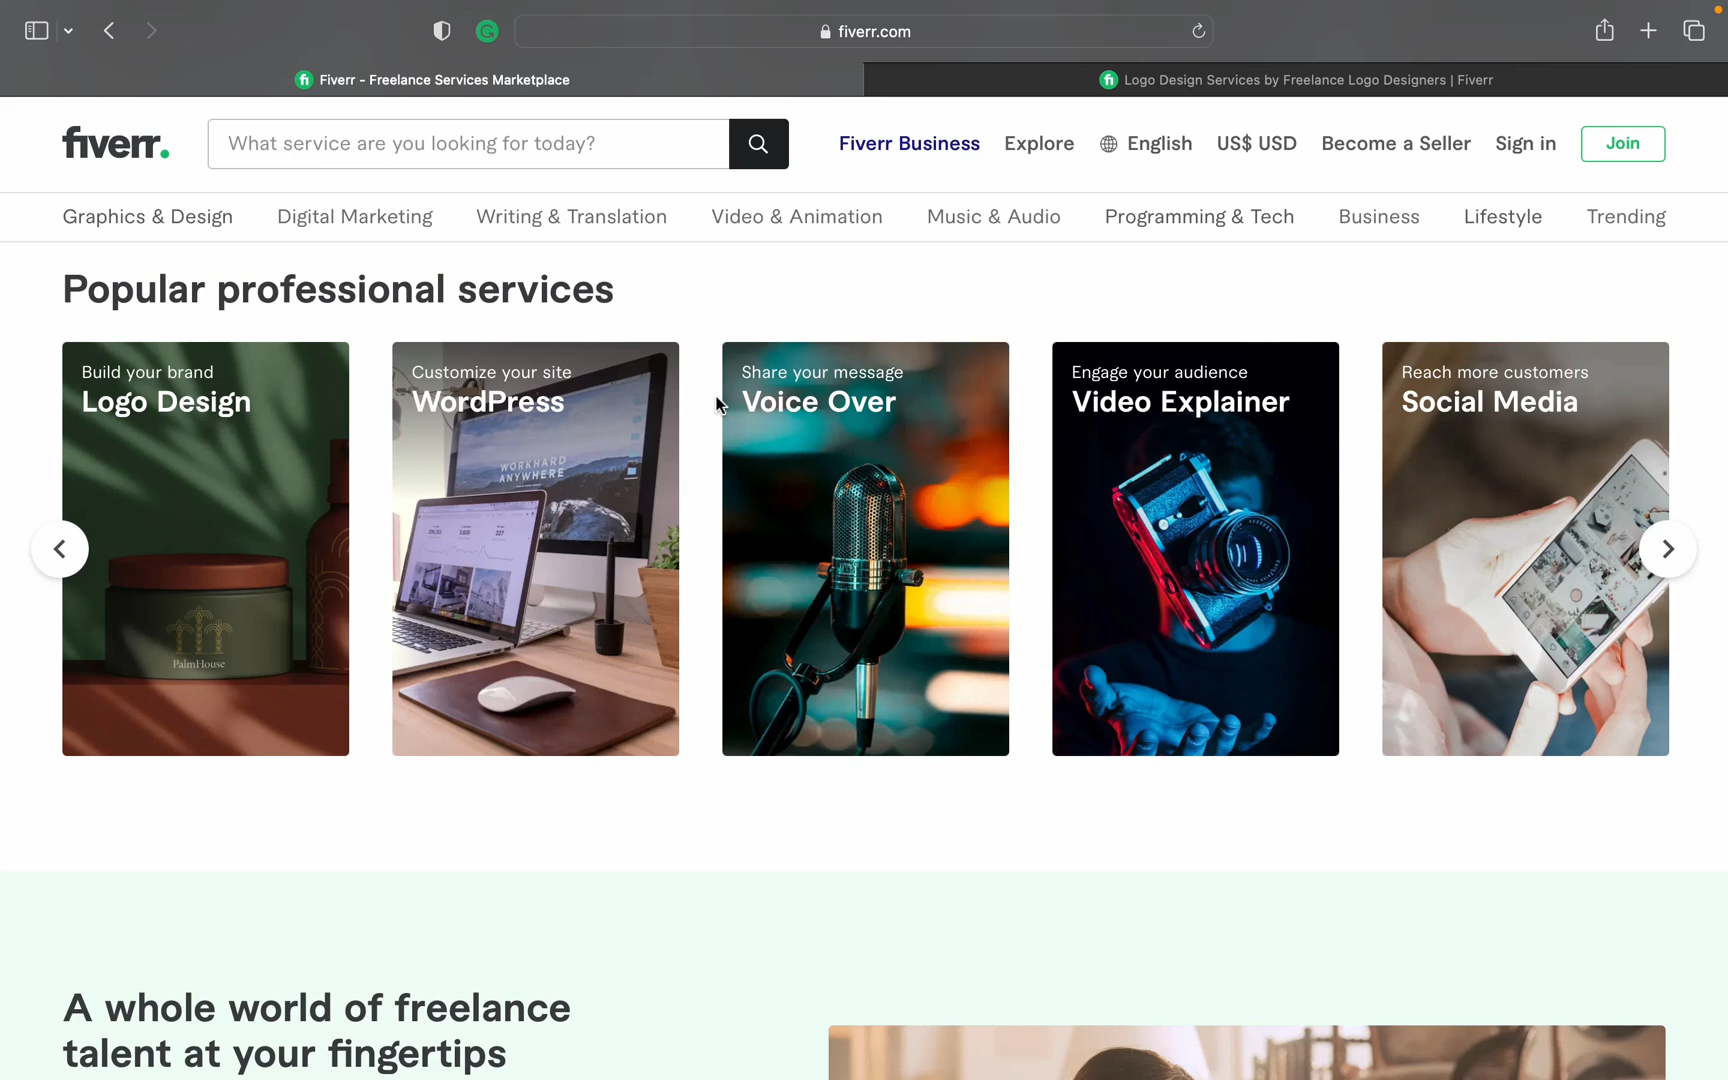 fiverr.com
Fiverr - Freelance Services Marketplace
Logo Design Services by Freelance Logo Designers | Fiverr
fiverr.
What service are you looking for today?
Fiverr Business
Explore
English
US$ USD
Become a Seller
Sign in
Join
Graphics & Design
Digital Marketing
Writing & Translation
Video & Animation
Music & Audio
Programming & Tech
Business
Lifestyle
Trending
Popular professional services
Build your brand
Logo Design
PalmHouse
Customize your site
WordPress
WORKHARD
ANYWHERE
Share your message
Voice Over
Engage your audience
Video Explainer
Reach more customers
Social Media
A whole world of freelance
talent at your fingertips